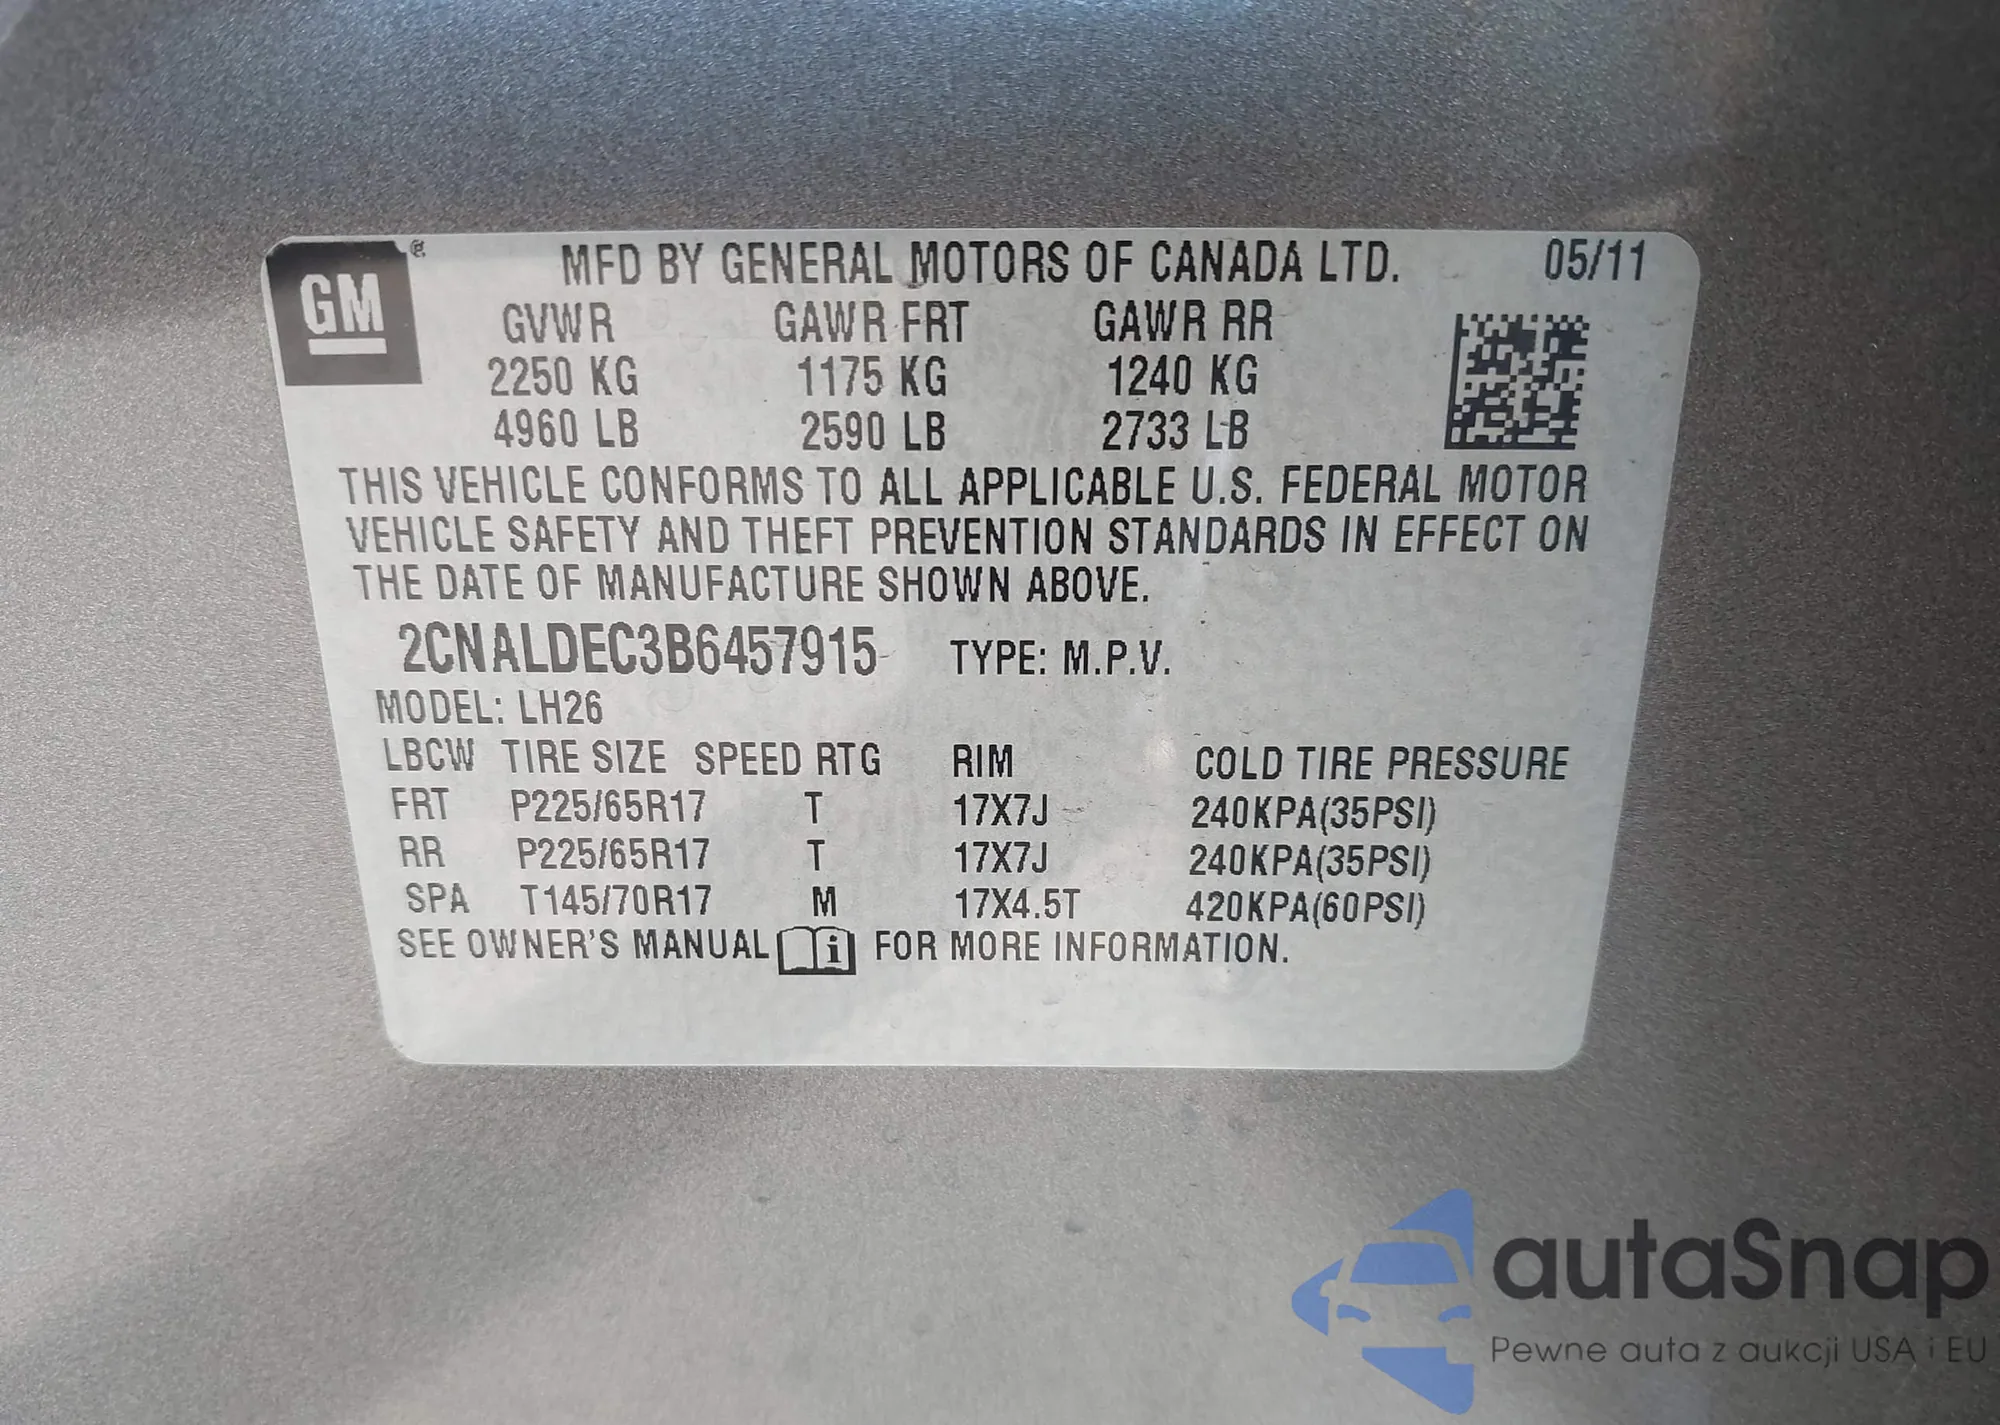 GM ® MFD BY GENERAL MOTORS OF CANADA LTD. 05/11
GVWR GAWR FRT GAWR RR
2250 KG 1175 KG 1240 KG
4960 LB 2590 LB 2733 LB
THIS VEHICLE CONFORMS TO ALL APPLICABLE U.S. FEDERAL MOTOR
VEHICLE SAFETY AND THEFT PREVENTION STANDARDS IN EFFECT ON
THE DATE OF MANUFACTURE SHOWN ABOVE.
2CNALDEC3B6457915 TYPE: M.P.V.
MODEL: LH26
LBCW TIRE SIZE SPEED RTG RIM COLD TIRE PRESSURE
FRT P225/65R17 T 17X7J 240KPA(35PSI)
RR P225/65R17 T 17X7J 240KPA(35PSI)
SPA T145/70R17 M 17X4.5T 420KPA(60PSI)
SEE OWNER'S MANUAL i FOR MORE INFORMATION.
autaSnap
Pewne auta z aukcji USA i EU